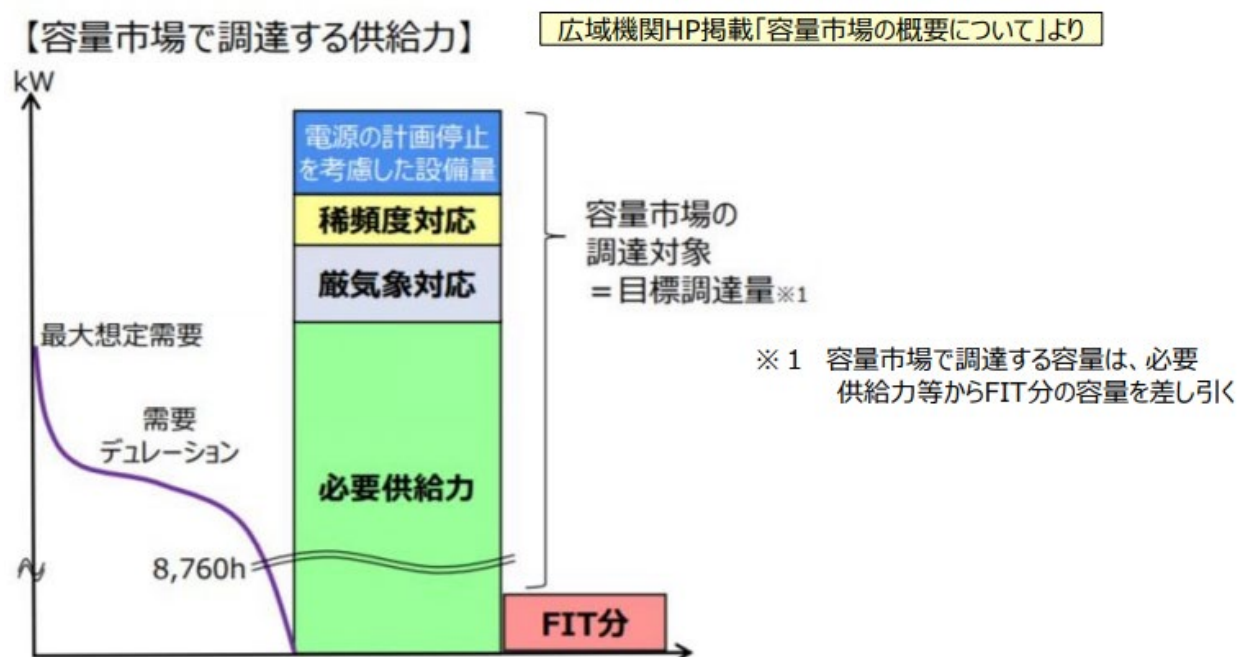 【容量市場で調達する供給力】
広域機関HP掲載「容量市場の概要について」より
kW
電源の計画停止
を考慮した設備量
稀頻度対応
厳気象対応
容量市場の
調達対象
＝目標調達量※1
最大想定需要
※１　容量市場で調達する容量は、必要
供給力等からFIT分の容量を差し引く
需要
デュレーション
必要供給力
8,760h
FIT分